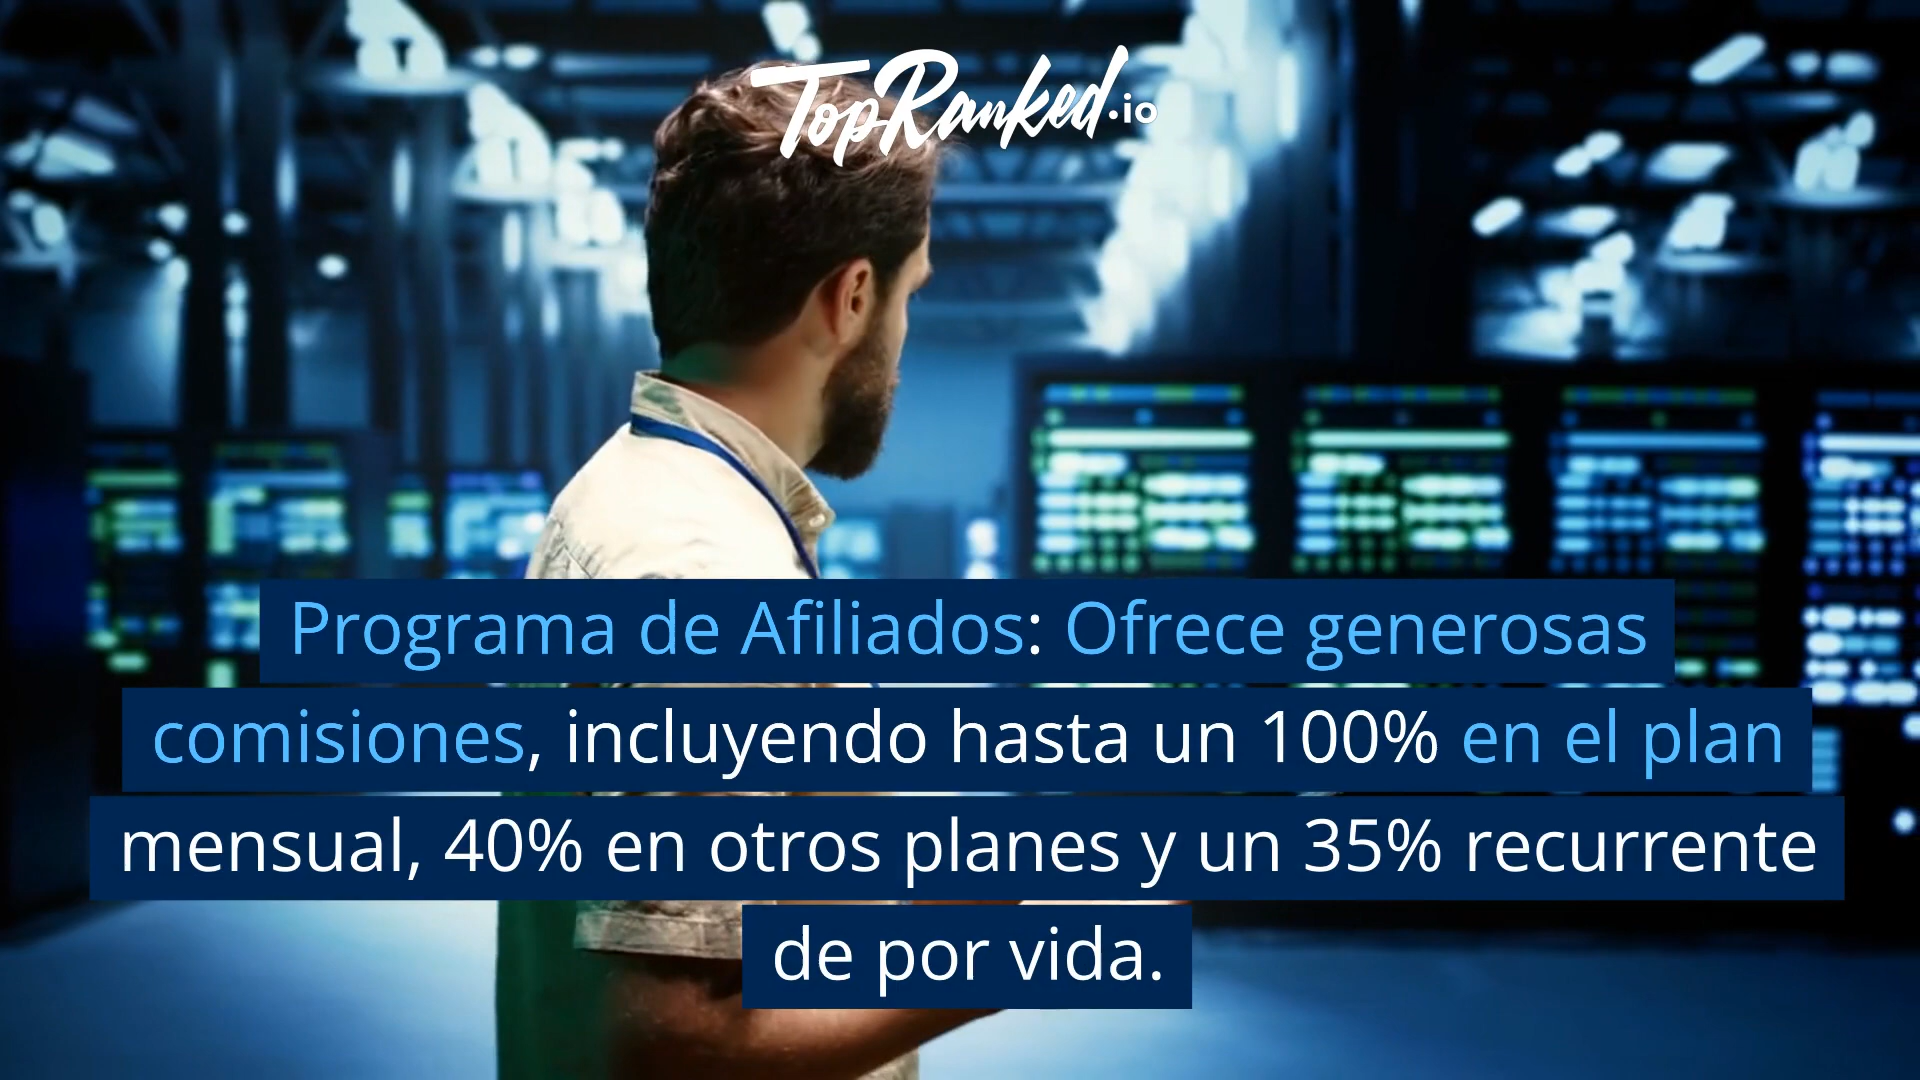 TopRanked.io
Programa de Afiliados: Ofrece generosas
comisiones, incluyendo hasta un 100% en el plan
mensual, 40% en otros planes y un 35% recurrente
de por vida.